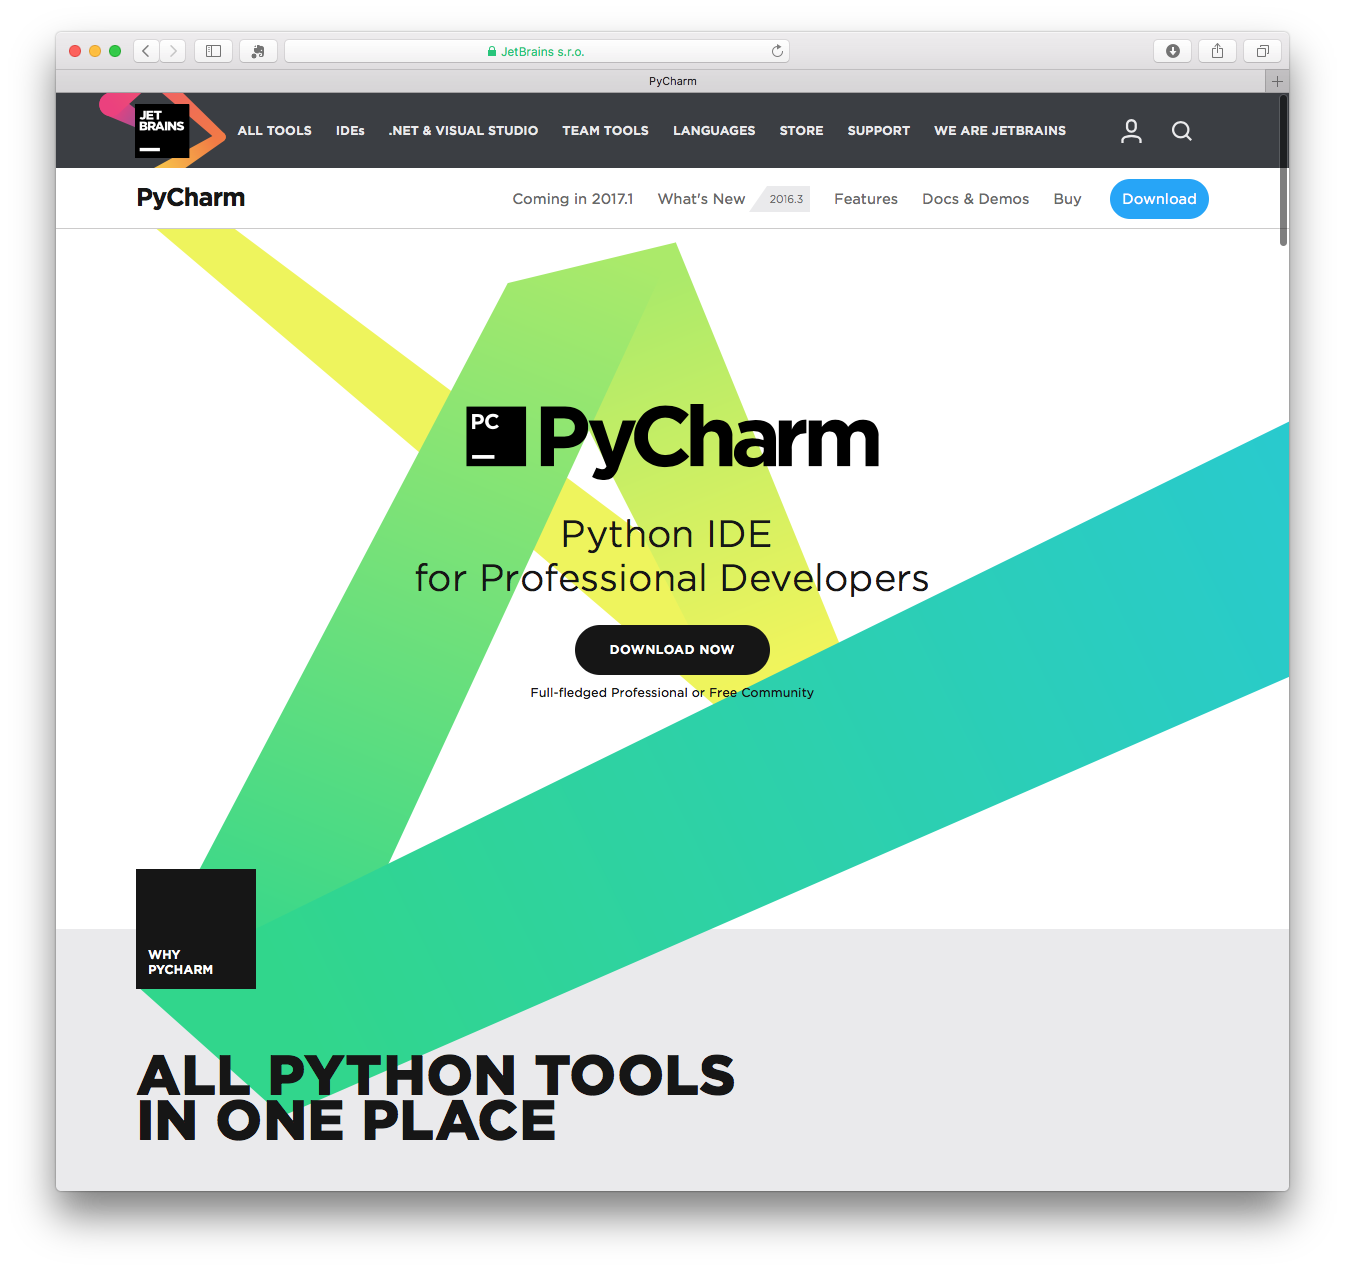 JetBrains s.r.o.
PyCharm
JET
BRAINS
ALL TOOLS IDEs .NET & VISUAL STUDIO TEAM TOOLS LANGUAGES STORE SUPPORT WE ARE JETBRAINS
PyCharm Coming in 2017.1 What's New 2016.3 Features Docs & Demos Buy Download
PC PyCharm
Python IDE
for Professional Developers
DOWNLOAD NOW
Full-fledged Professional or Free Community
WHY
PYCHARM
ALL PYTHON TOOLS
IN ONE PLACE